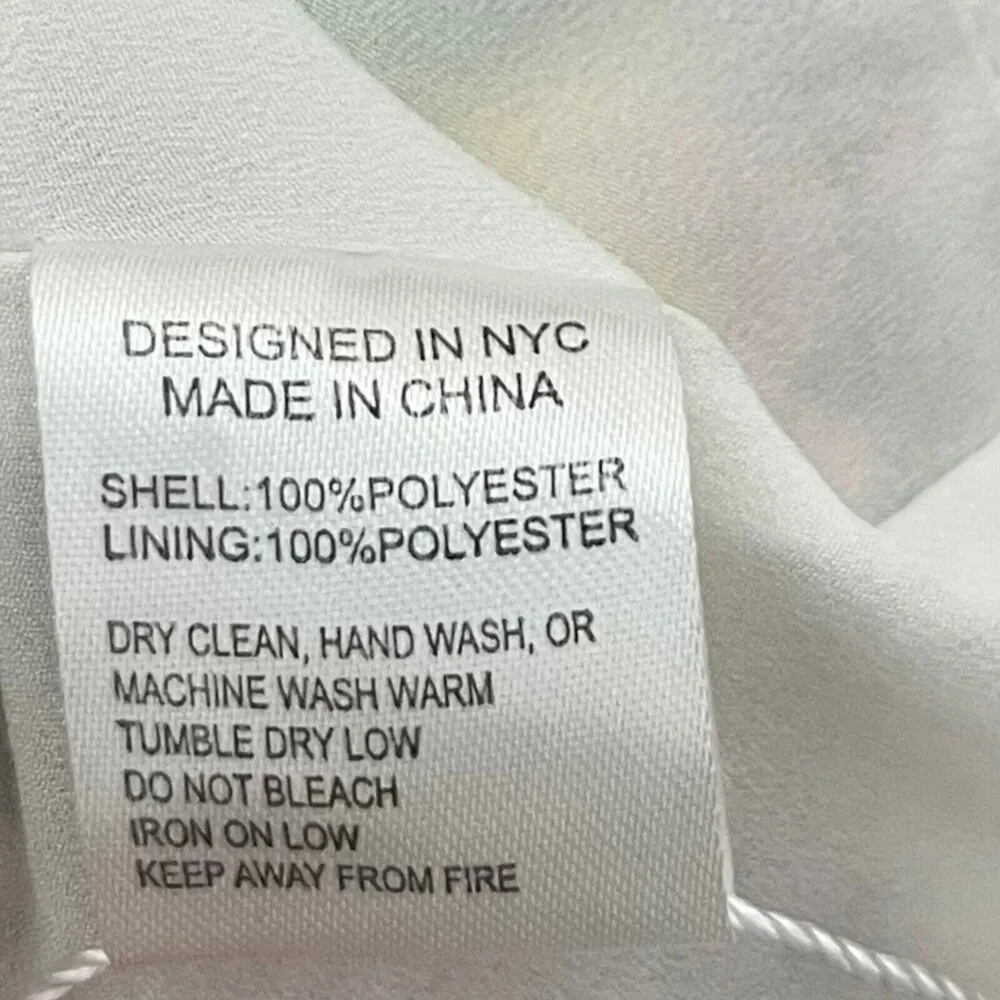 DESIGNED IN NYC
MADE IN CHINA
SHELL:100%POLYESTER
LINING:100%POLYESTER
DRY CLEAN, HAND WASH, OR
MACHINE WASH WARM
TUMBLE DRY LOW
DO NOT BLEACH
IRON ON LOW
KEEP AWAY FROM FIRE